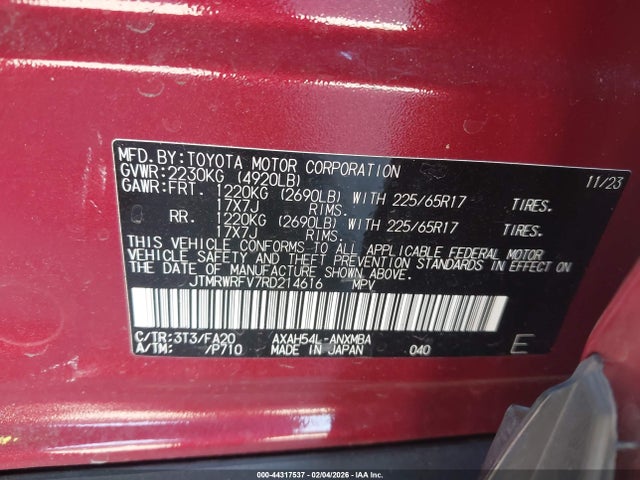 MFD.BY:TOYOTA MOTOR CORPORATION 11/23
GVWR:2230KG (4920LB)
GAWR:FRT. 1220KG (2690LB) WITH 225/65R17 TIRES.
17X7J RIMS.
RR. 1220KG (2690LB) WITH 225/65R17 TIRES.
17X7J RIMS.
THIS VEHICLE CONFORMS TO ALL APPLICABLE FEDERAL MOTOR
VEHICLE SAFETY AND THEFT PREVENTION STANDARDS IN EFFECT
ON THE DATE OF MANUFACTURE SHOWN ABOVE.
JTMRWRFV7RD214616 MPV
C/TR:3T3/FA20 AXAH54L-ANXMBA
A/TM: /P710 MADE IN JAPAN 040 E
000-44317537 - 02/04/2026 - IAAI.COM